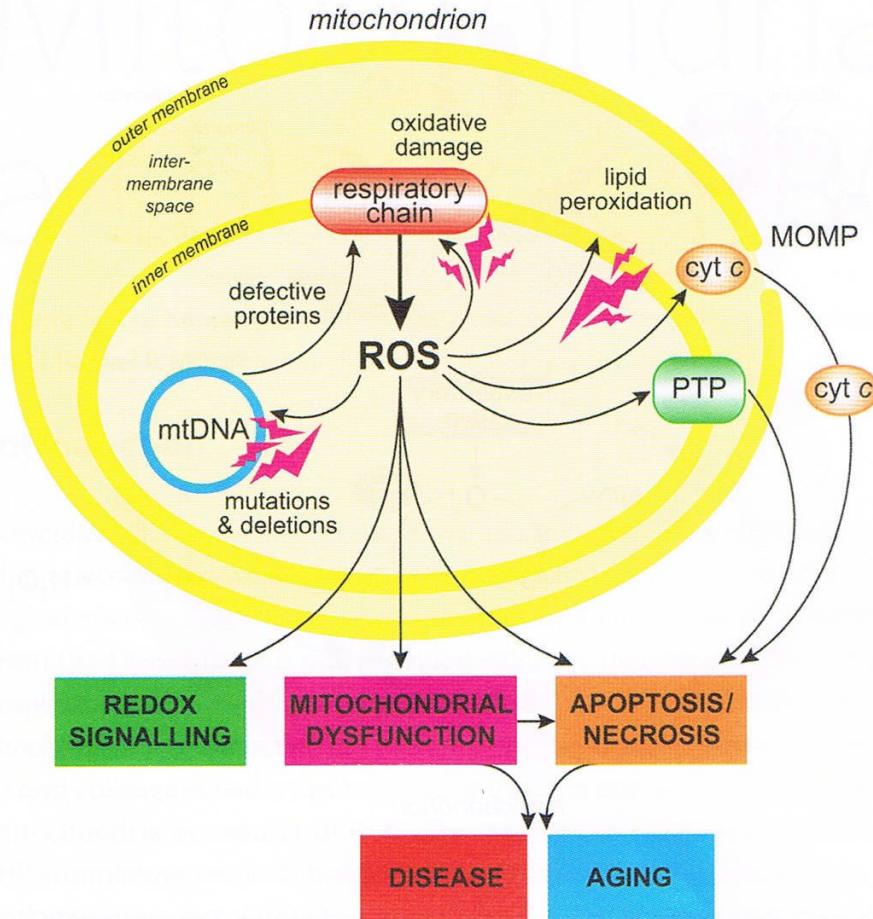 mitochondrion
outer membrane
inter-
membrane
space
inner membrane
oxidative
damage
respiratory
chain
lipid
peroxidation
MOMP
cyt c
defective
proteins
ROS
PTP
cyt c
mtDNA
mutations
& deletions
REDOX
SIGNALLING
MITOCHONDRIAL
DYSFUNCTION
APOPTOSIS/
NECROSIS
DISEASE
AGING